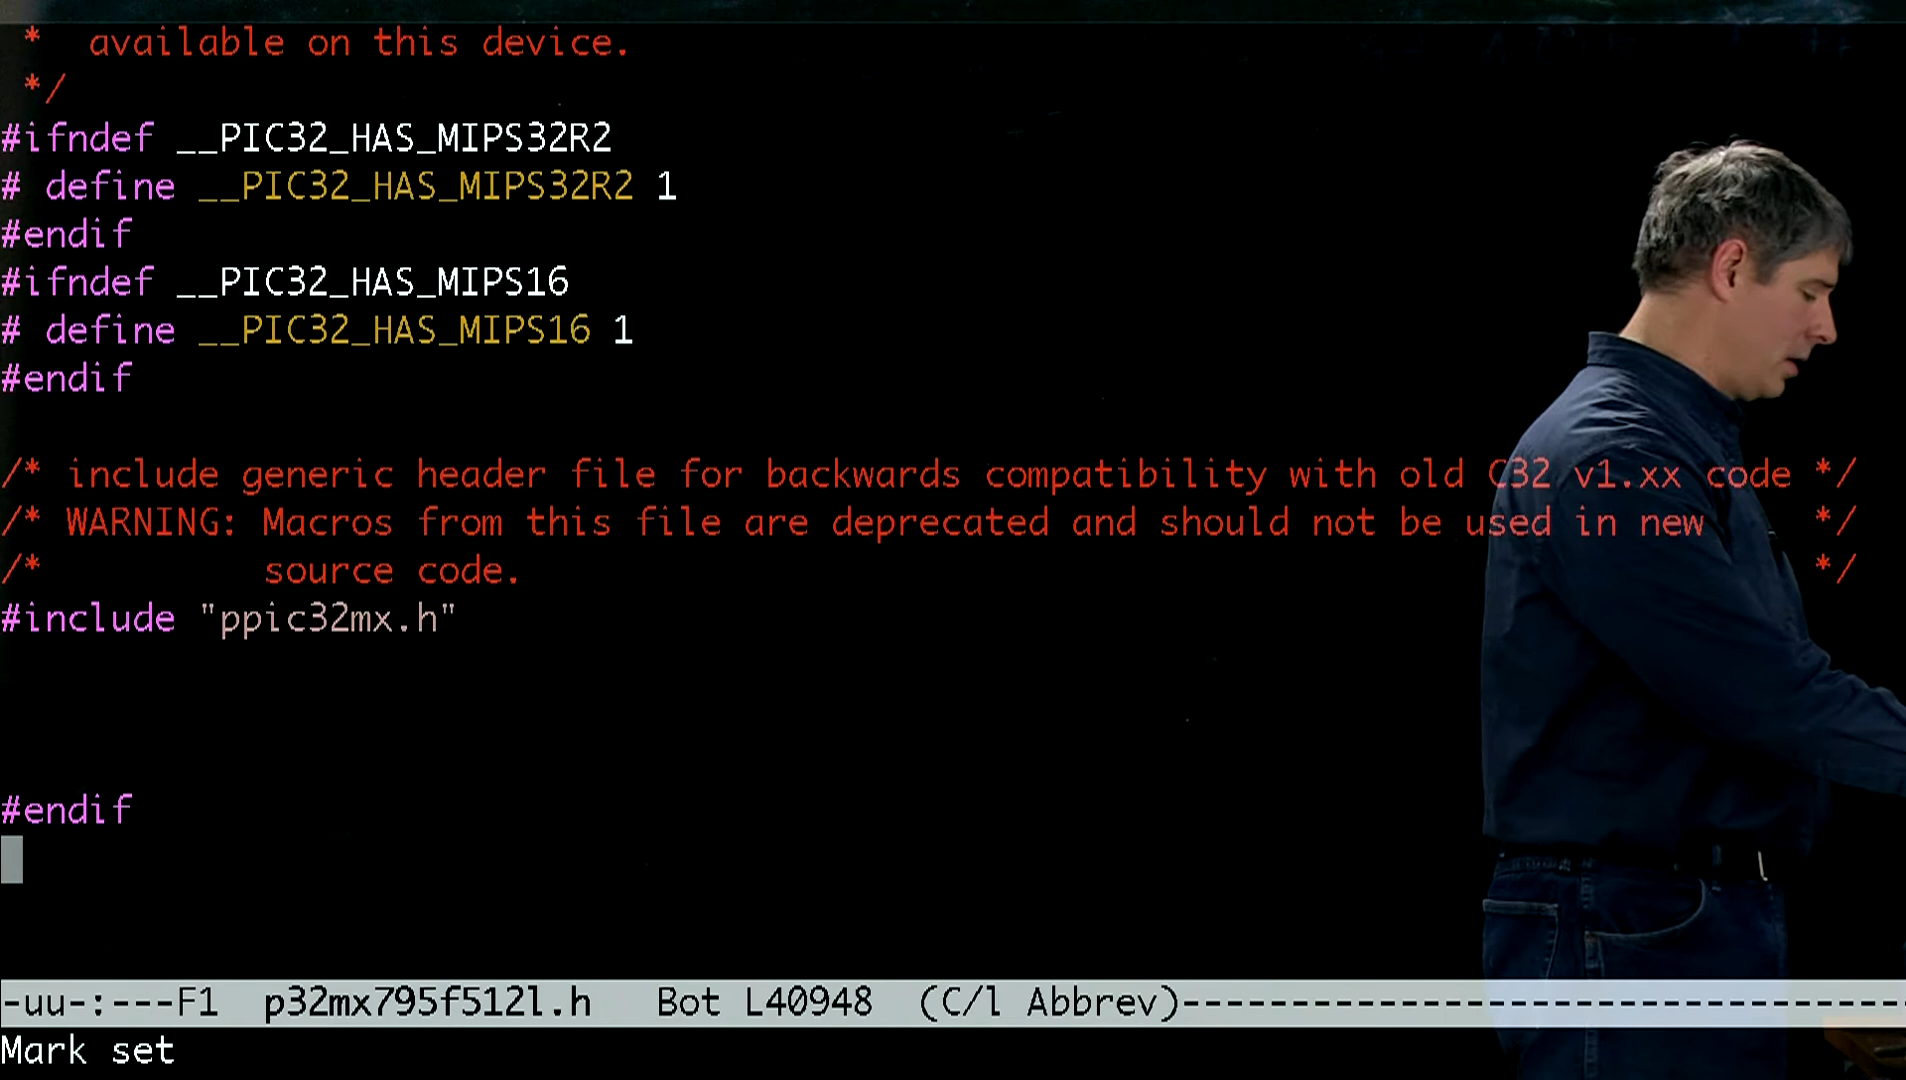 *  available on this device.
*/
#ifndef __PIC32_HAS_MIPS32R2
# define __PIC32_HAS_MIPS32R2 1
#endif
#ifndef __PIC32_HAS_MIPS16
# define __PIC32_HAS_MIPS16 1
#endif
/* include generic header file for backwards compatibility with old C32 v1.xx code */
/* WARNING: Macros from this file are deprecated and should not be used in new     */
/*          source code.                                                           */
#include "ppic32mx.h"
#endif
-uu-:---F1  p32mx795f512l.h   Bot L40948  (C/l Abbrev)---------------------------------
Mark set